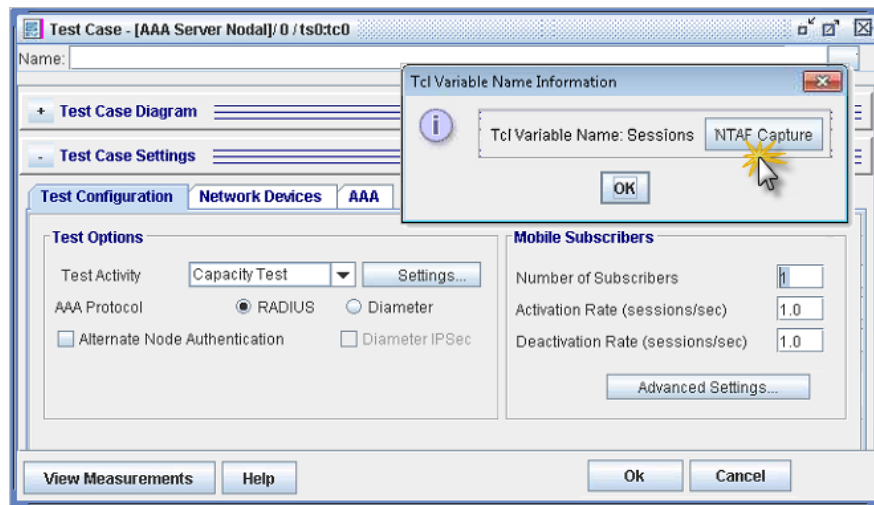 Test Case - [AAA Server Nodal]/ 0 / ts0:tc0
Name:
Tcl Variable Name Information
+ Test Case Diagram
Tcl Variable Name: Sessions NTAF Capture
- Test Case Settings
OK
Test Configuration Network Devices AAA
Test Options
Test Activity Capacity Test Settings...
AAA Protocol RADIUS Diameter
Alternate Node Authentication Diameter IPSec
Mobile Subscribers
Number of Subscribers 1
Activation Rate (sessions/sec) 1.0
Deactivation Rate (sessions/sec) 1.0
Advanced Settings...
View Measurements Help Ok Cancel